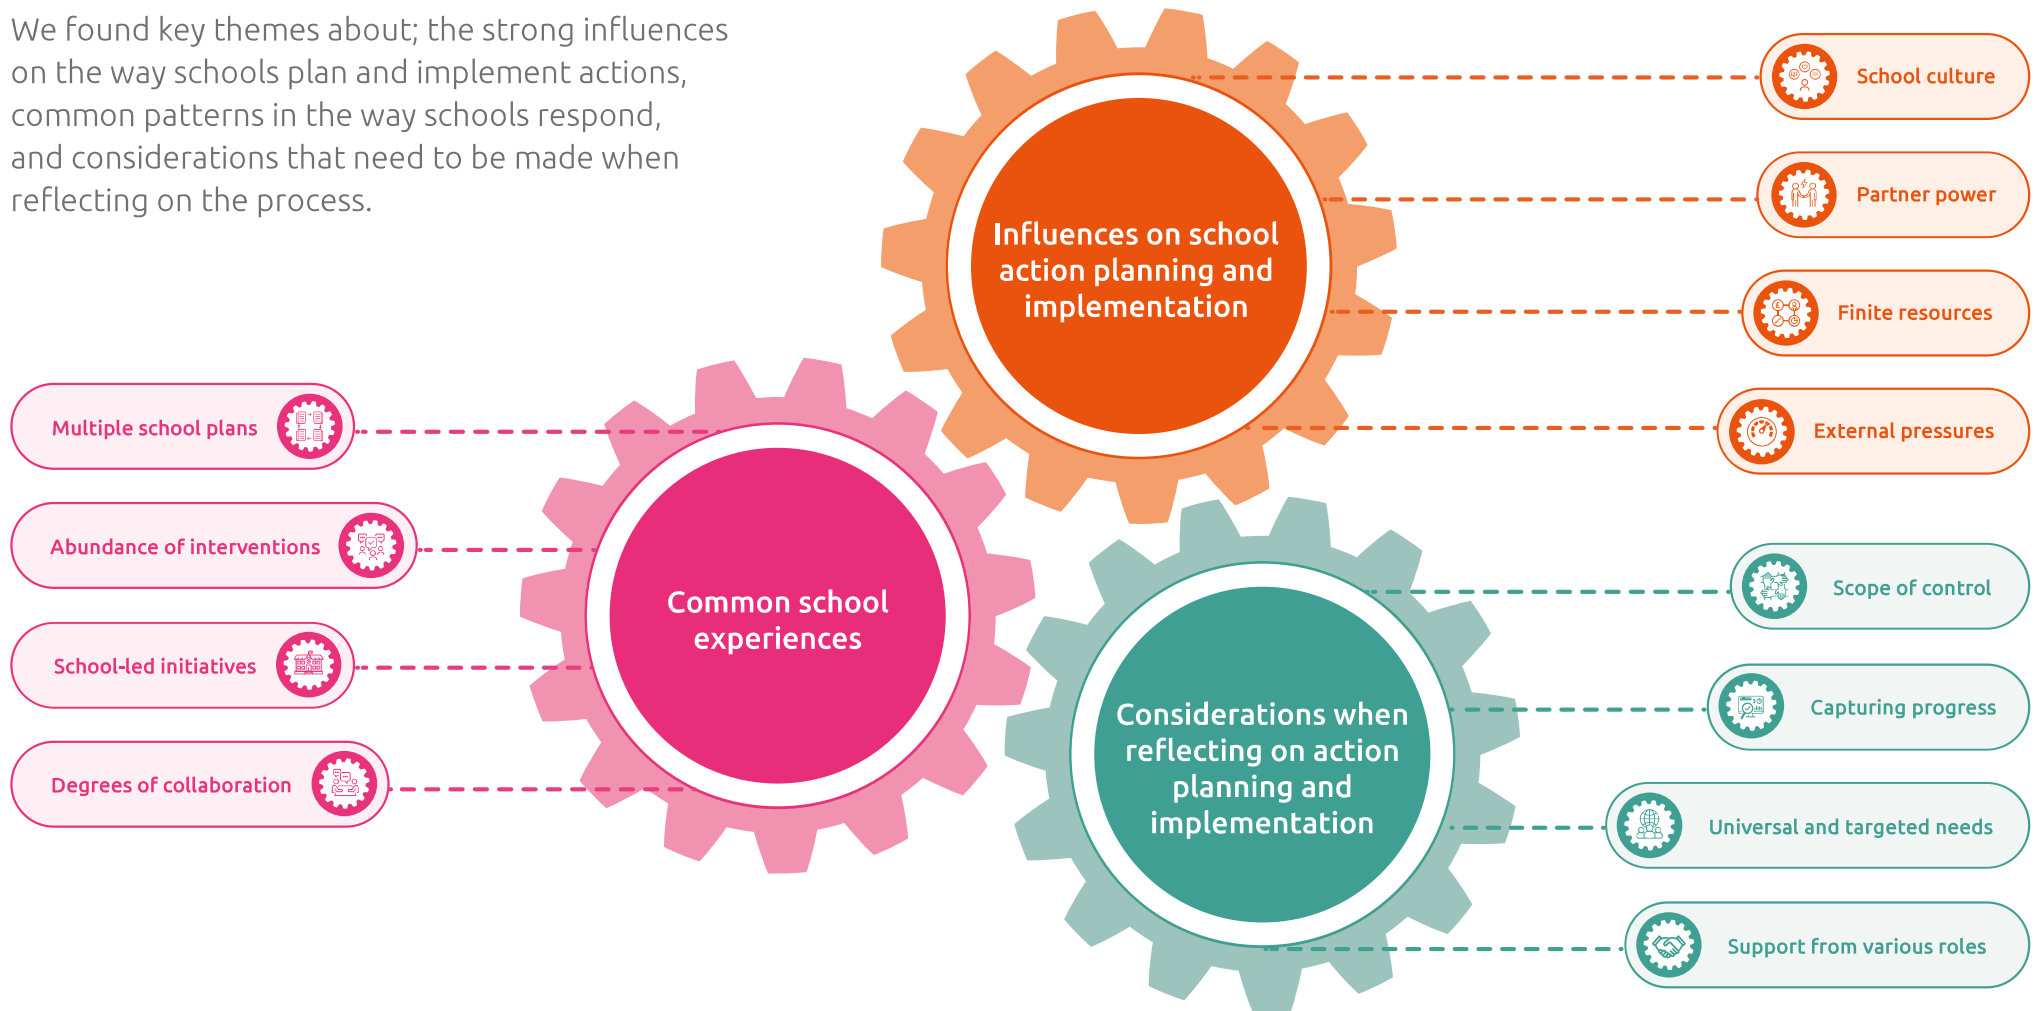 We found key themes about; the strong influences
on the way schools plan and implement actions,
common patterns in the way schools respond,
and considerations that need to be made when
reflecting on the process.
Influences on school
action planning and
implementation
School culture
Partner power
Finite resources
External pressures
Common school
experiences
Multiple school plans
Abundance of interventions
School-led initiatives
Degrees of collaboration
Considerations when
reflecting on action
planning and
implementation
Scope of control
Capturing progress
Universal and targeted needs
Support from various roles